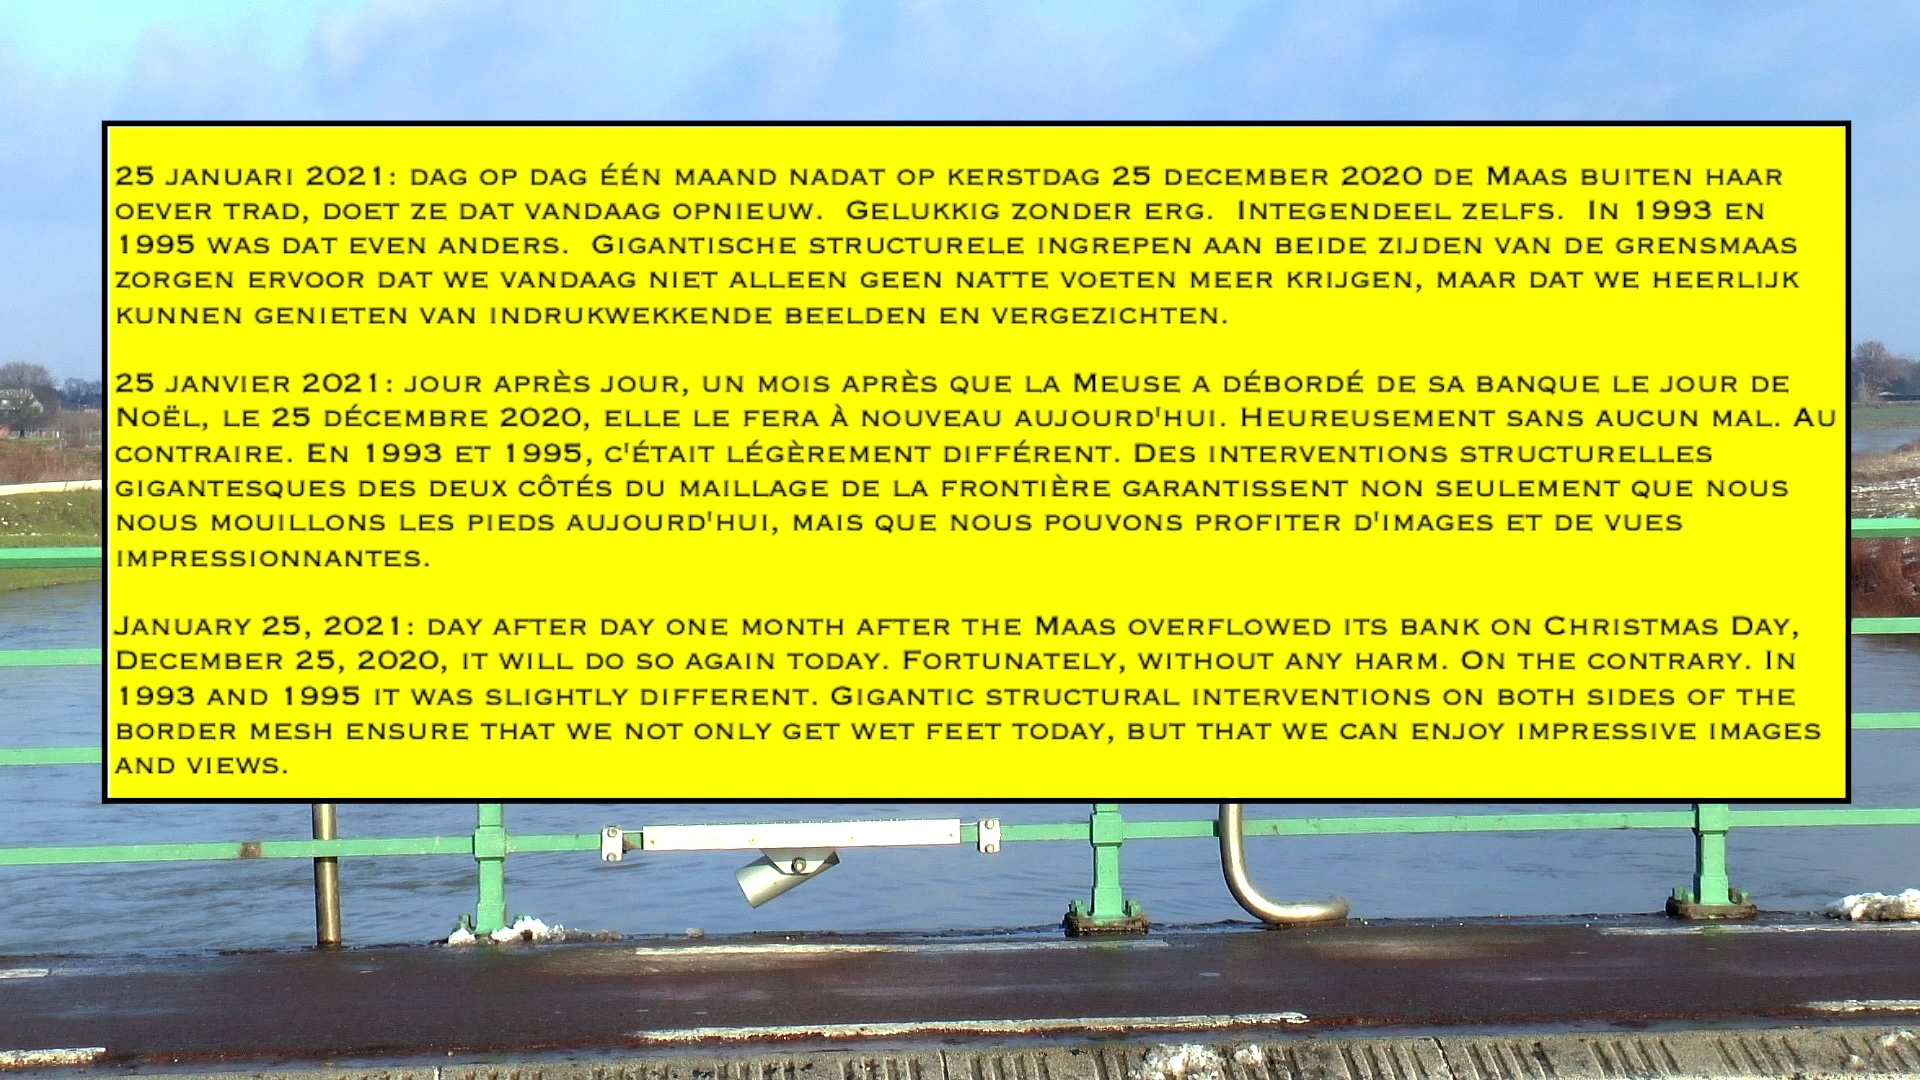 25 januari 2021: dag op dag één maand nadat op kerstdag 25 december 2020 de Maas buiten haar
oever trad, doet ze dat vandaag opnieuw.  Gelukkig zonder erg.  Integendeel zelfs.  In 1993 en
1995 was dat even anders.  Gigantische structurele ingrepen aan beide zijden van de grensmaas
zorgen ervoor dat we vandaag niet alleen geen natte voeten meer krijgen, maar dat we heerlijk
kunnen genieten van indrukwekkende beelden en vergezichten.
25 janvier 2021: jour après jour, un mois après que la Meuse a débordé de sa banque le jour de
Noël, le 25 décembre 2020, elle le fera à nouveau aujourd'hui. Heureusement sans aucun mal. Au
contraire. En 1993 et 1995, c'était légèrement différent. Des interventions structurelles
gigantesques des deux côtés du maillage de la frontière garantissent non seulement que nous
nous mouillons les pieds aujourd'hui, mais que nous pouvons profiter d'images et de vues
impressionnantes.
January 25, 2021: day after day one month after the Maas overflowed its bank on Christmas Day,
December 25, 2020, it will do so again today. Fortunately, without any harm. On the contrary. In
1993 and 1995 it was slightly different. Gigantic structural interventions on both sides of the
border mesh ensure that we not only get wet feet today, but that we can enjoy impressive images
and views.